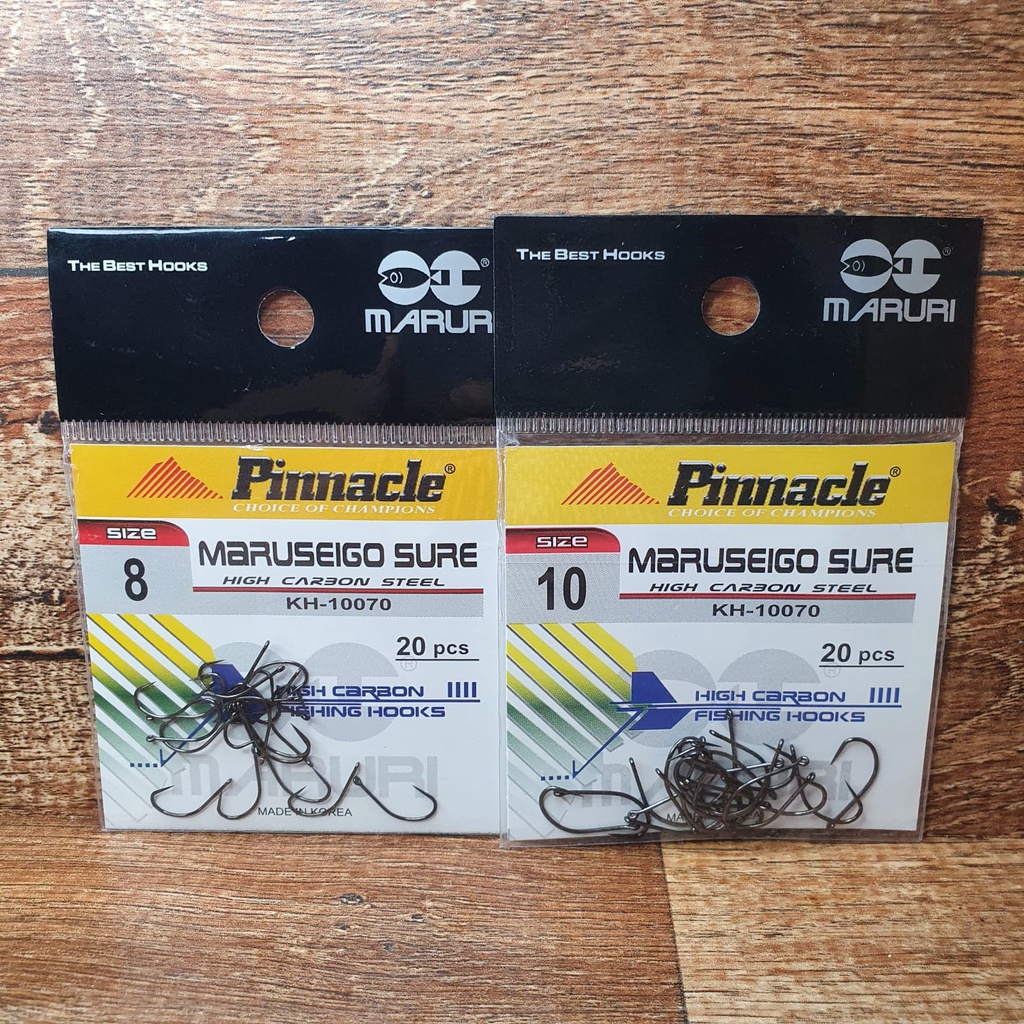 THE BEST HOOKS
®
MARURI
Pinnacle®
CHOICE OF CHAMPIONS
SIZE
8
MARUSEIGO SURE
HIGH CARBON STEEL
KH-10070
20 pcs
®
HIGH CARBON
FISHING HOOKS
MARURI
MADE IN KOREA
THE BEST HOOKS
®
MARURI
Pinnacle®
CHOICE OF CHAMPIONS
SIZE
10
MARUSEIGO SURE
HIGH CARBON STEEL
KH-10070
20 pcs
®
HIGH CARBON
FISHING HOOKS